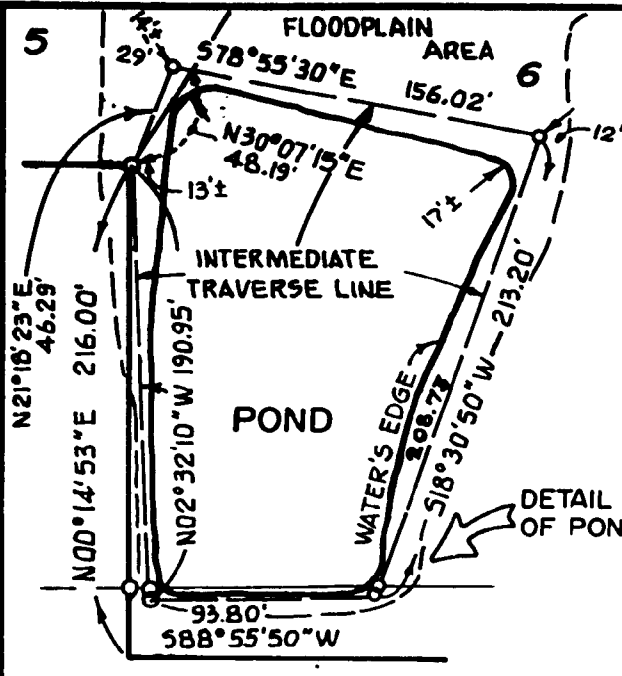 5
FLOODPLAIN
AREA
6
29'
S78°55'30"E
156.02'
12'
N30°07'15"E
48.19'
13'±
17'±
INTERMEDIATE
TRAVERSE LINE
N21°18'23"E
46.29'
N00°14'53"E 216.00'
N02°32'10"W 190.95'
POND
WATER'S EDGE
208.73
S18°30'50"W — 213.20'
DETAIL
OF PON
93.80'
S88°55'50"W